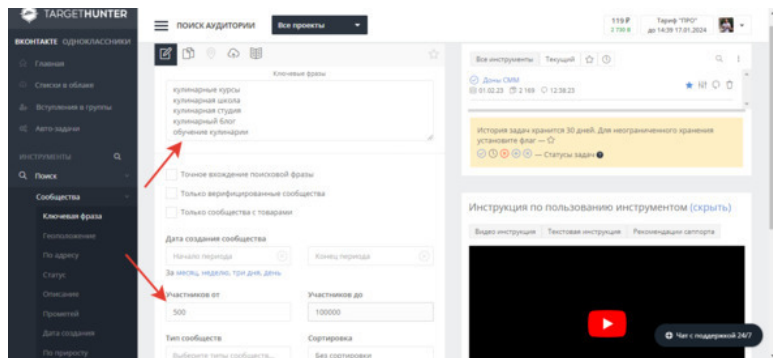 TARGETHUNTER
ПОИСК АУДИТОРИИ
Все проекты
119 ₽
Тариф "ПРО"
до 14:39 17.01.2024
ВКОНТАКТЕ ОДНОКЛАССНИКИ
Главная
Списки в облаке
Вступления в группы
Авто-задачи
ИНСТРУМЕНТЫ
Поиск
Сообщества
Ключевая фраза
Геоположение
По адресу
Статус
Описания
Прометей
Дата создания
По приросту
Ключевые фразы
кулинарные курсы
кулинарная школа
кулинарная студия
кулинарный блог
обучение кулинарии
Точное вхождение поисковой фразы
Только верифицированные сообщества
Только сообщества с товарами
Дата создания сообщества
Начало периода
Конец периода
За месяц, неделю, три дня, день
Участников от
Участников до
500
100000
Тип сообществ
Сортировка
Выберите типы сообществ...
Без сортировки
Все инструменты
Текущий
Доны СММ
01.02.23
2 169
12:38:23
История задач хранится 30 дней. Для неограниченного хранения
установите флаг —
— Статусы задач
Инструкция по пользованию инструментом (скрыть)
Видео инструкция
Текстовая инструкция
Рекомендации саппорта
Чат с поддержкой 24/7